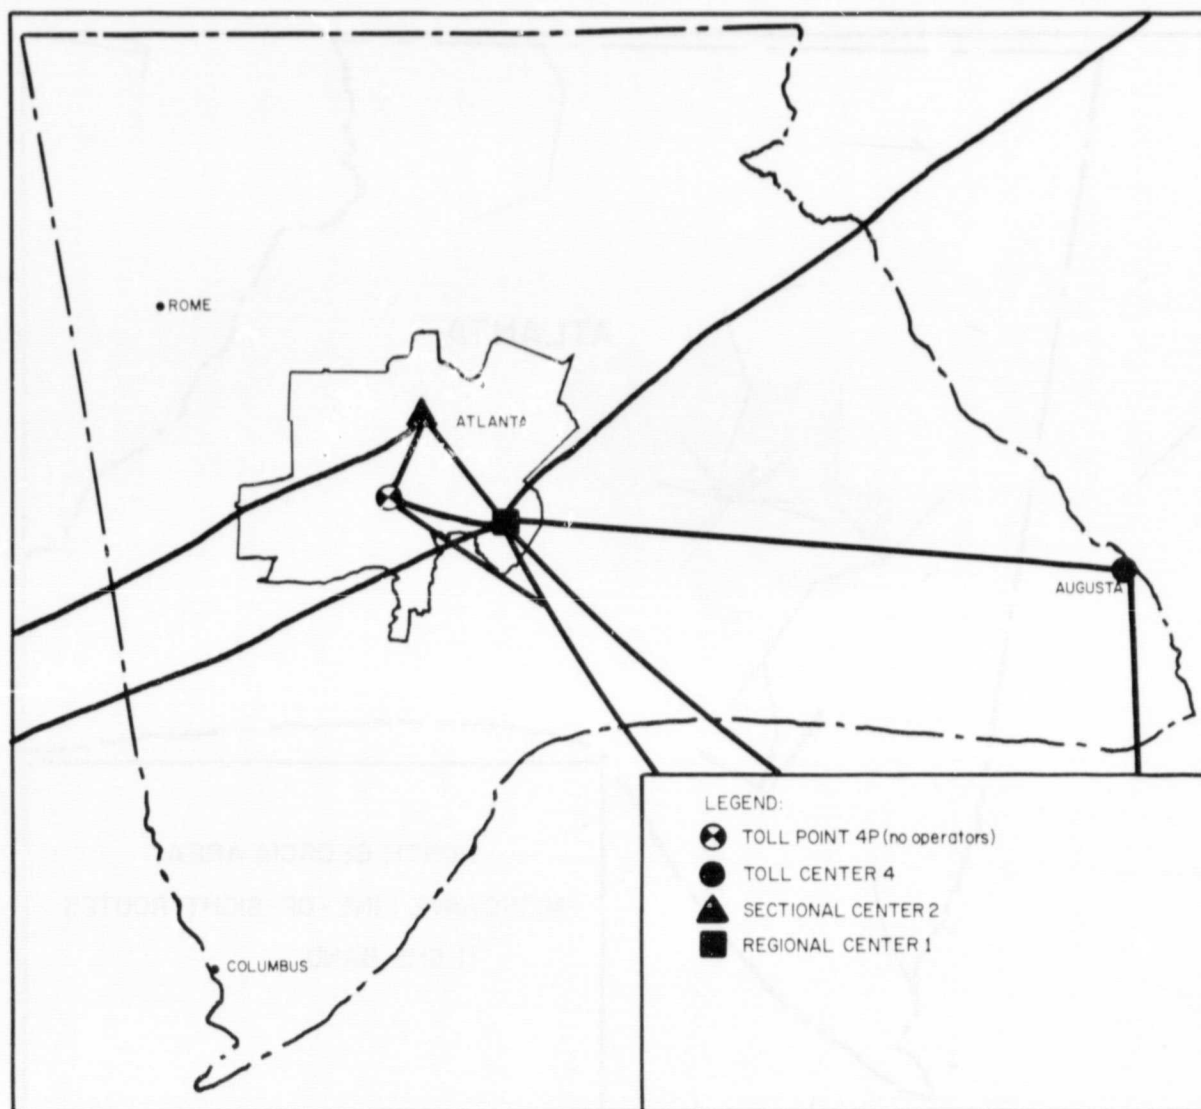 ROME
ATLANTA
AUGUSTA
LEGEND:
TOLL POINT 4P (no operators)
TOLL CENTER 4
SECTIONAL CENTER 2
REGIONAL CENTER 1
COLUMBUS
ATLANTA